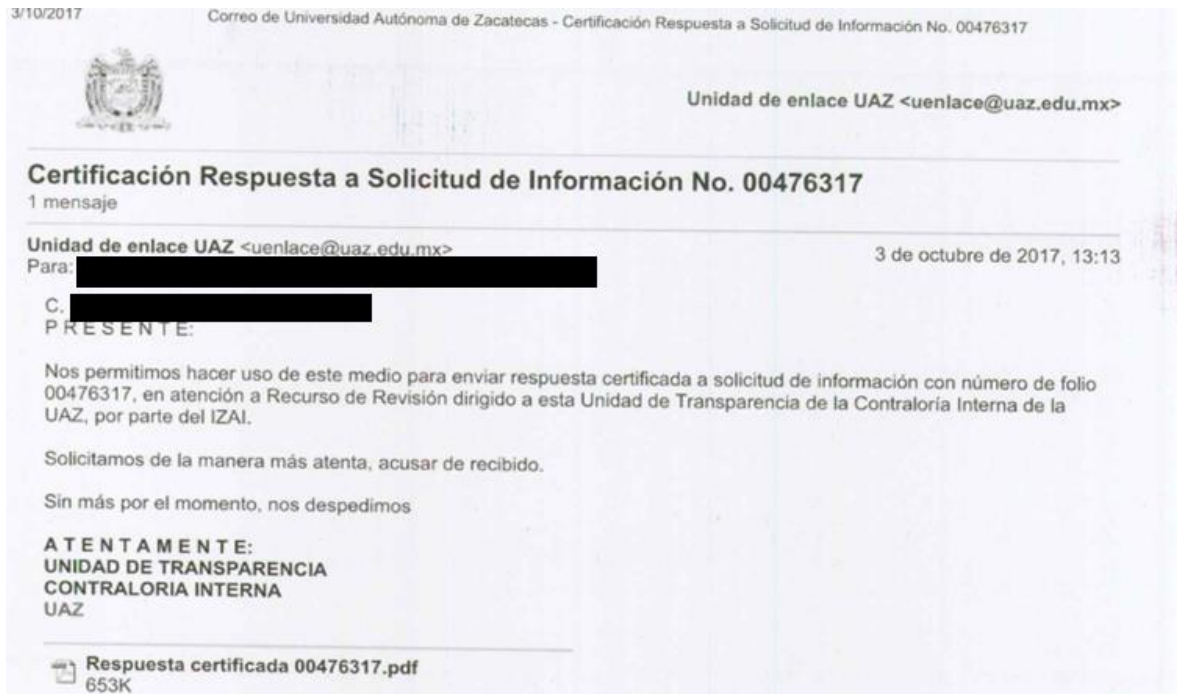 3/10/2017
Correo de Universidad Autónoma de Zacatecas - Certificación Respuesta a Solicitud de Información No. 00476317
Unidad de enlace UAZ <uenlace@uaz.edu.mx>
Certificación Respuesta a Solicitud de Información No. 00476317
1 mensaje
Unidad de enlace UAZ <uenlace@uaz.edu.mx>
3 de octubre de 2017, 13:13
Para:
C.
P R E S E N T E:
Nos permitimos hacer uso de este medio para enviar respuesta certificada a solicitud de información con número de folio
00476317, en atención a Recurso de Revisión dirigido a esta Unidad de Transparencia de la Contraloría Interna de la
UAZ, por parte del IZAI.
Solicitamos de la manera más atenta, acusar de recibido.
Sin más por el momento, nos despedimos
A T E N T A M E N T E:
UNIDAD DE TRANSPARENCIA
CONTRALORIA INTERNA
UAZ
Respuesta certificada 00476317.pdf
653K